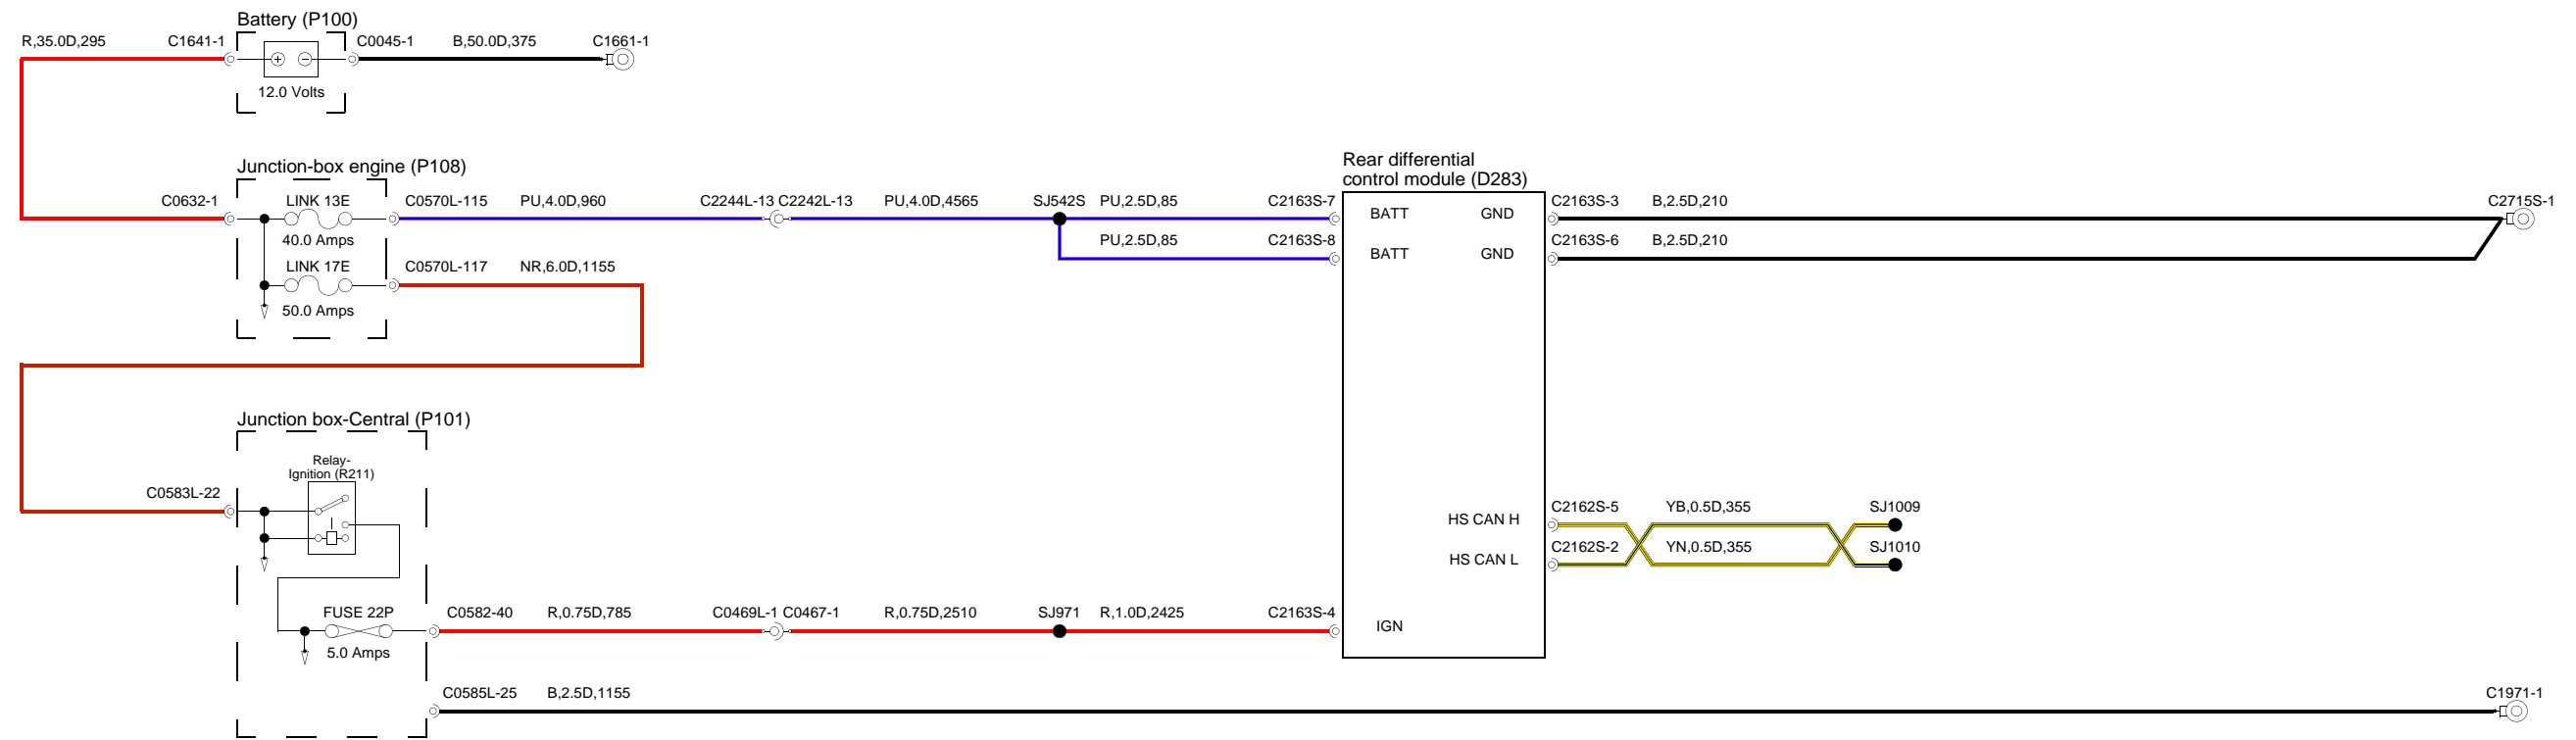 Battery (P100)
R,35.0D,295
C1641-1
C0045-1
B,50.0D,375
C1661-1
12.0 Volts
Junction-box engine (P108)
C0632-1
LINK 13E
40.0 Amps
LINK 17E
50.0 Amps
C0570L-115
PU,4.0D,960
C2244L-13
C2242L-13
PU,4.0D,4565
SJ542S
PU,2.5D,85
C2163S-7
PU,2.5D,85
C2163S-8
C0570L-117
NR,6.0D,1155
Rear differential
control module (D283)
BATT
GND
BATT
GND
HS CAN H
HS CAN L
IGN
C2163S-3
B,2.5D,210
C2715S-1
C2163S-6
B,2.5D,210
C2162S-5
YB,0.5D,355
SJ1009
C2162S-2
YN,0.5D,355
SJ1010
Junction box-Central (P101)
Relay-
Ignition (R211)
C0583L-22
FUSE 22P
5.0 Amps
C0582-40
R,0.75D,785
C0469L-1
C0467-1
R,0.75D,2510
SJ971
R,1.0D,2425
C2163S-4
C0585L-25
B,2.5D,1155
C1971-1